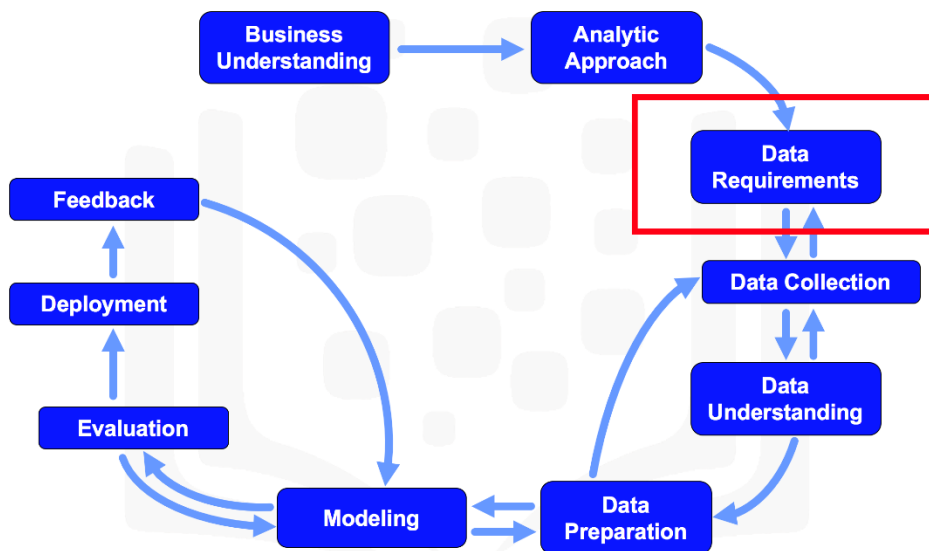 Business
Understanding
Analytic
Approach
Data
Requirements
Feedback
Data Collection
Deployment
Data
Understanding
Evaluation
Modeling
Data
Preparation